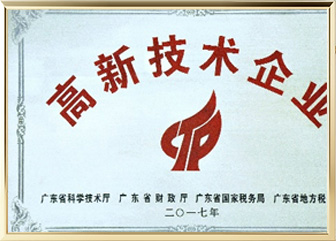 高新技术企业
广东省科学技术厅 广东省财政厅 广东省国家税务局 广东省地方税
二〇一七年